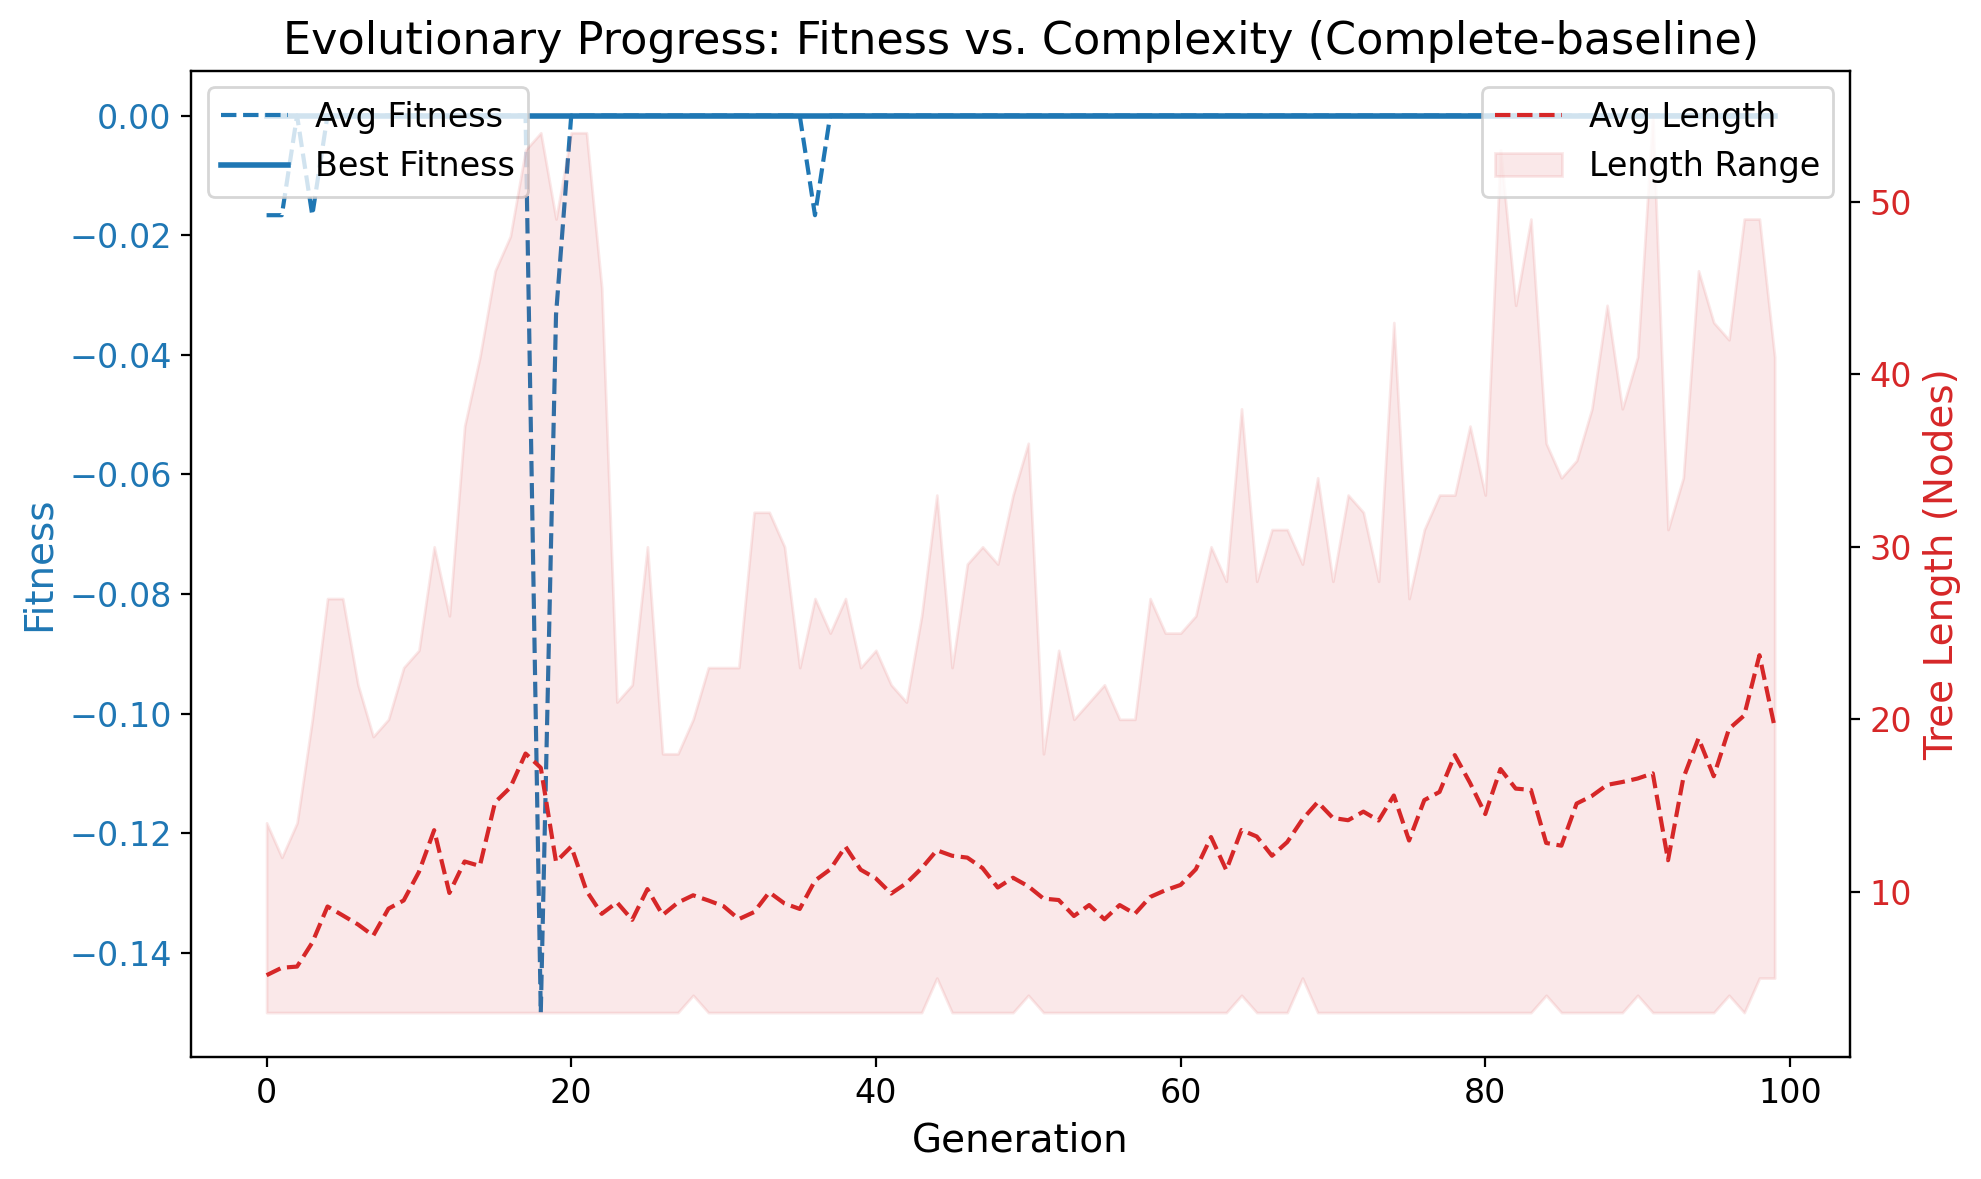 Evolutionary Progress: Fitness vs. Complexity (Complete-baseline)
Avg Fitness
Best Fitness
Avg Length
Length Range
0.00
−0.02
−0.04
−0.06
−0.08
−0.10
−0.12
−0.14
Fitness
50
40
30
20
10
Tree Length (Nodes)
0
20
40
60
80
100
Generation